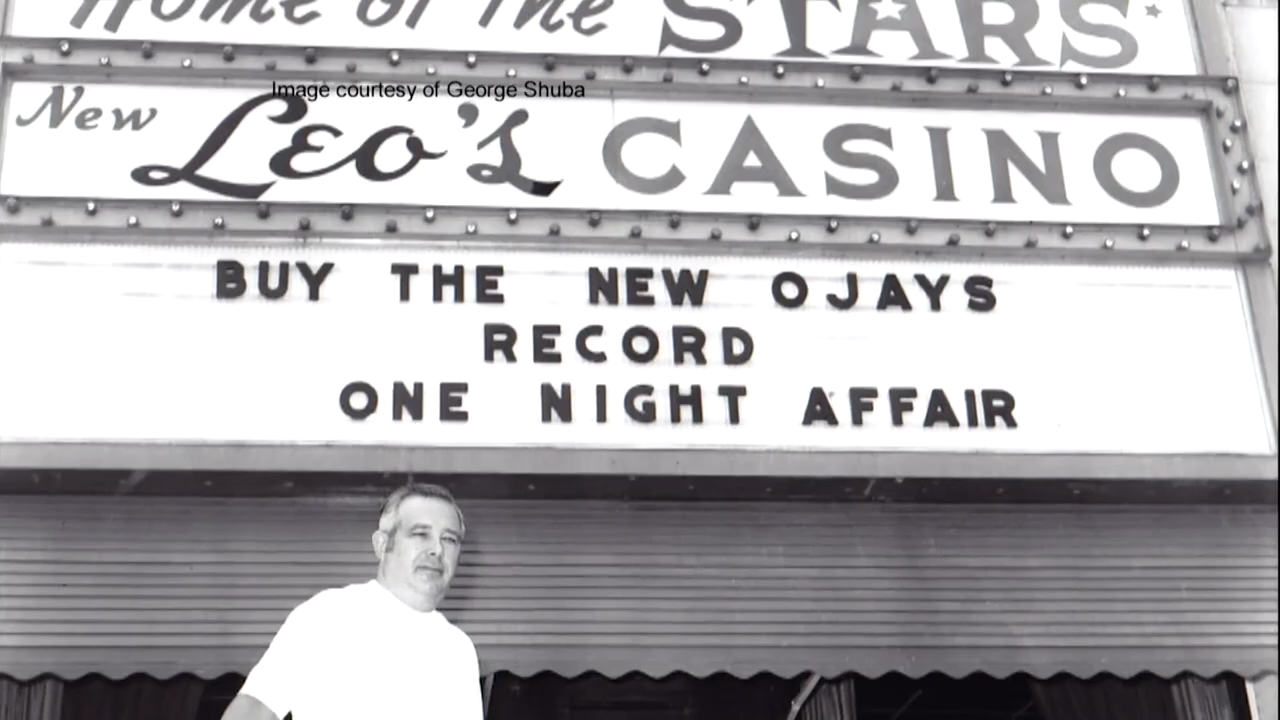 Home of the STARS
Image courtesy of George Shuba
New Leo's CASINO
BUY THE NEW OJAYS
RECORD
ONE NIGHT AFFAIR